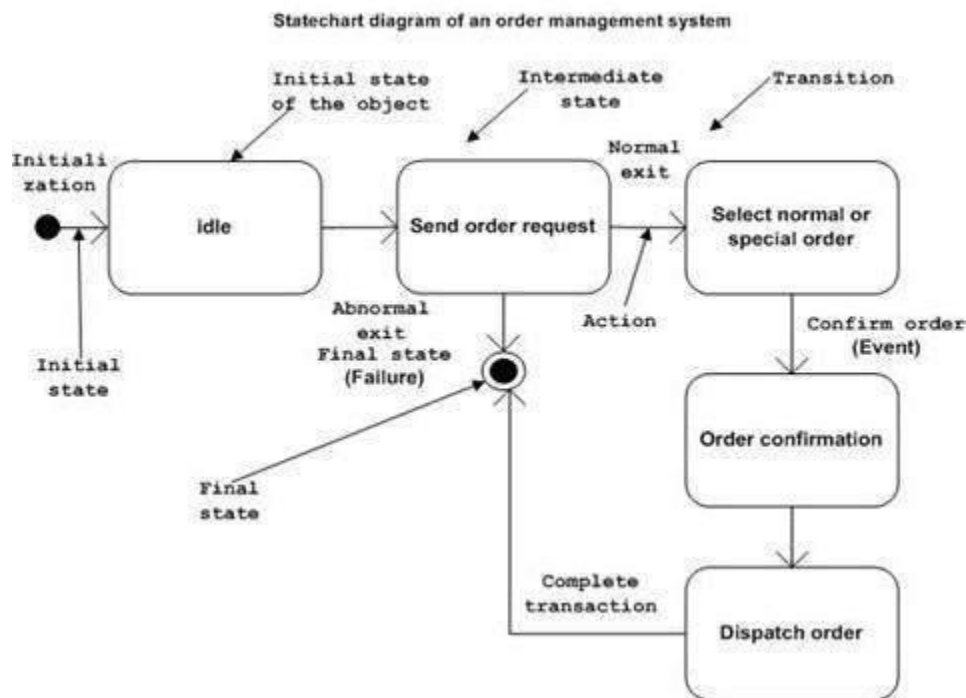 Statechart diagram of an order management system
Initial state
of the object
Intermediate
state
Transition
Initiali
zation
Normal
exit
idle
Send order request
Select normal or
special order
Abnormal
exit
Final state
(Failure)
Action
Confirm order
(Event)
Initial
state
Order confirmation
Final
state
Complete
transaction
Dispatch order